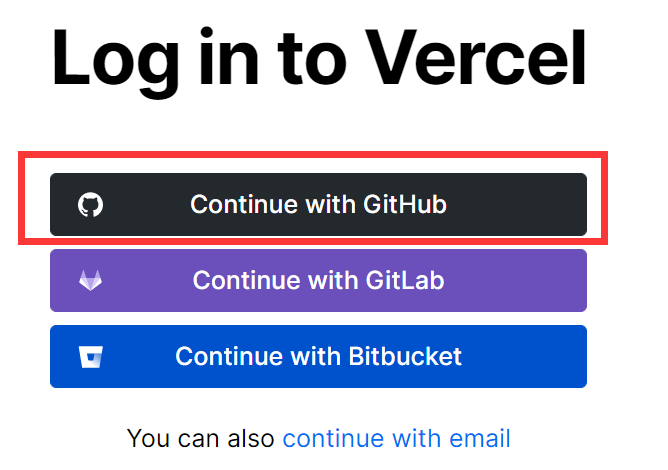 Log in to Vercel
Continue with GitHub
Continue with GitLab
Continue with Bitbucket
You can also continue with email